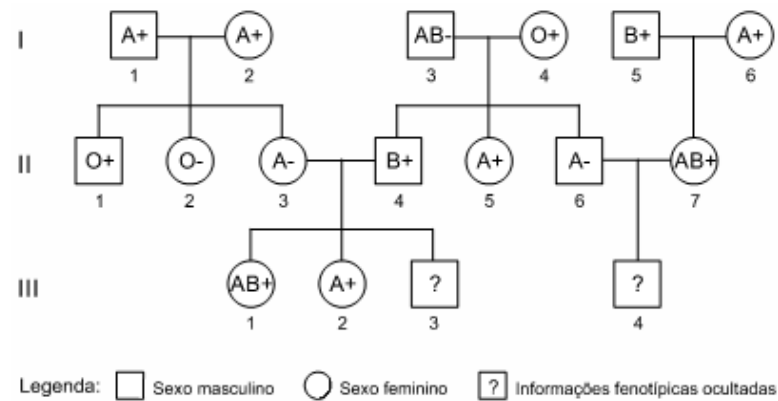 I A+ A+ AB- O+ B+ A+
1 2 3 4 5 6
II O+ O- A- B+ A+ A- AB+
1 2 3 4 5 6 7
III AB+ A+ ? ?
1 2 3 4
Legenda: Sexo masculino Sexo feminino ? Informações fenotípicas ocultadas